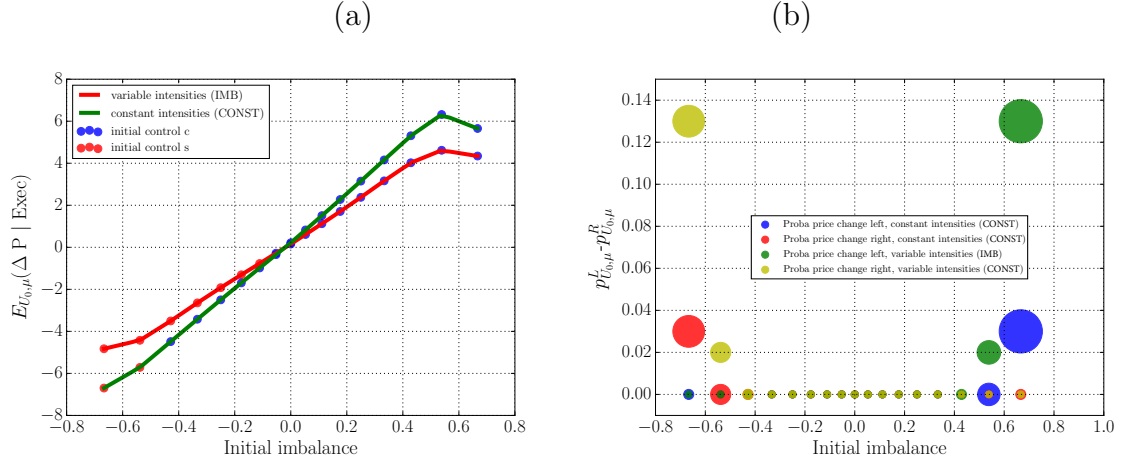 (a)
(b)
8
6
4
2
0
−2
−4
−6
−8
E_{U_0,μ}(Δ P | Exec)
variable intensities (IMB)
constant intensities (CONST)
initial control c
initial control s
−0.8 −0.6 −0.4 −0.2 0.0 0.2 0.4 0.6 0.8
Initial imbalance
0.14
0.12
0.10
0.08
0.06
0.04
0.02
0.00
p^L_{U_0,μ}-p^R_{U_0,μ}
Proba price change left, constant intensities (CONST)
Proba price change right, constant intensities (CONST)
Proba price change left, variable intensities (IMB)
Proba price change right, variable intensities (CONST)
−0.8 −0.6 −0.4 −0.2 0.0 0.2 0.4 0.6 0.8 1.0
Initial imbalance